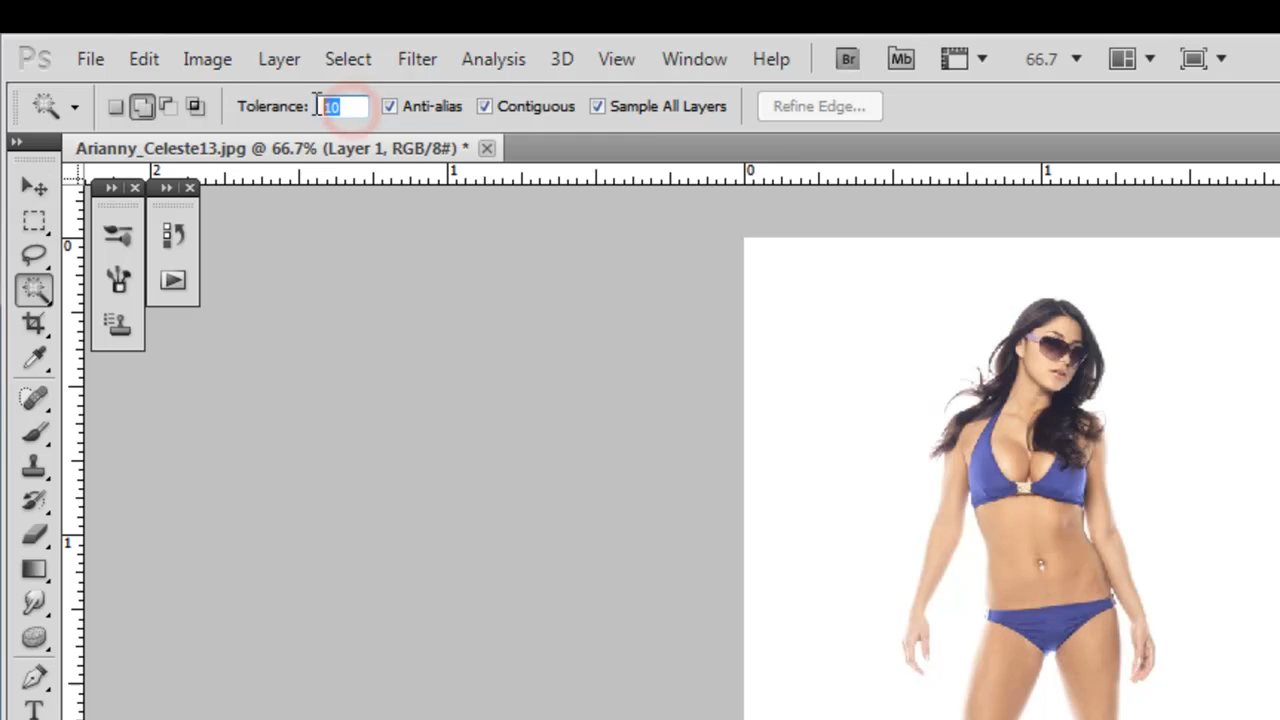 Ps File Edit Image Layer Select Filter Analysis 3D View Window Help Br Mb 66.7
Tolerance: 10 Anti-alias Contiguous Sample All Layers Refine Edge...
Arianny_Celeste13.jpg @ 66.7% (Layer 1, RGB/8#) *
2 1 0 1
0
1
T